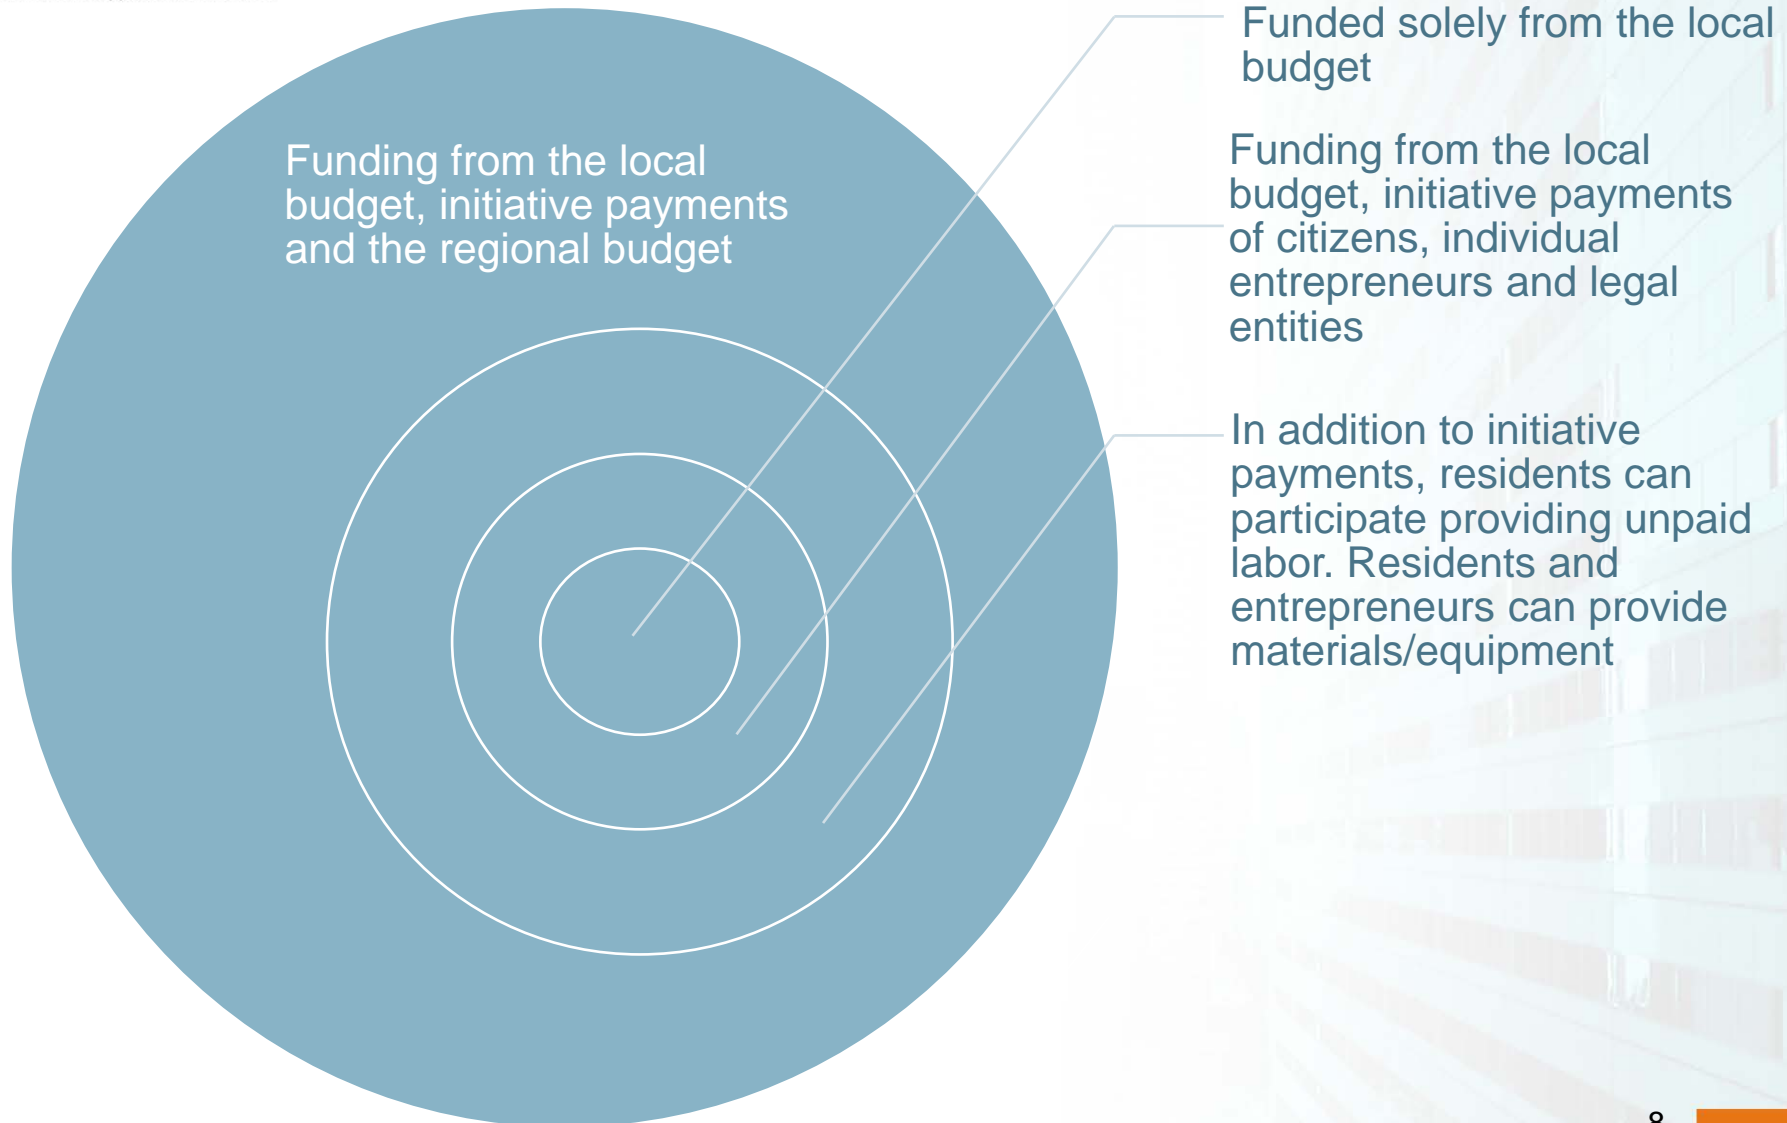 Funding from the local
budget, initiative payments
and the regional budget
Funded solely from the local
budget
Funding from the local
budget, initiative payments
of citizens, individual
entrepreneurs and legal
entities
In addition to initiative
payments, residents can
participate providing unpaid
labor. Residents and
entrepreneurs can provide
materials/equipment
8